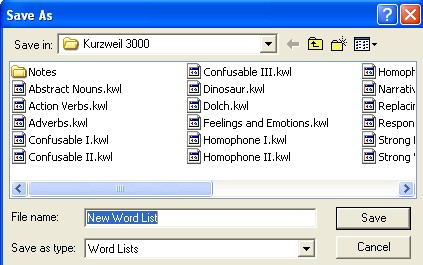 Save As
Save in: Kurzweil 3000
Notes
Abstract Nouns.kwl
Action Verbs.kwl
Adverbs.kwl
Confusable I.kwl
Confusable II.kwl
Confusable III.kwl
Dinosaur.kwl
Dolch.kwl
Feelings and Emotions.kwl
Homophone I.kwl
Homophone II.kwl
Homoph
Narrativ
Replacin
Respon
Strong
Strong
File name: New Word List
Save
Save as type: Word Lists
Cancel